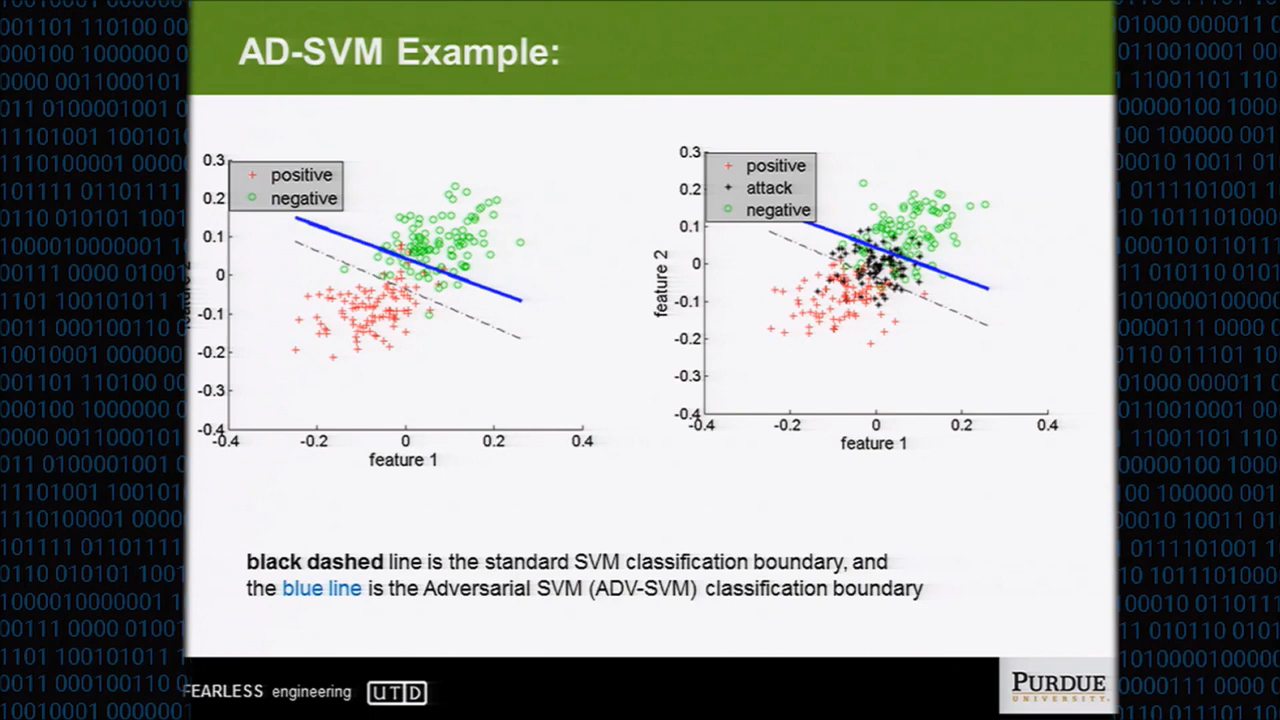 AD-SVM Example:
positive
negative
0.3
0.2
0.1
0
-0.1
-0.2
-0.3
-0.4
-0.4
-0.2
0
0.2
0.4
feature 1
positive
attack
negative
0.3
0.2
0.1
0
-0.1
-0.2
-0.3
-0.4
feature 2
-0.4
-0.2
0
0.2
0.4
feature 1
black dashed line is the standard SVM classification boundary, and
the blue line is the Adversarial SVM (ADV-SVM) classification boundary
FEARLESS engineering
UTD
PURDUE
UNIVERSITY